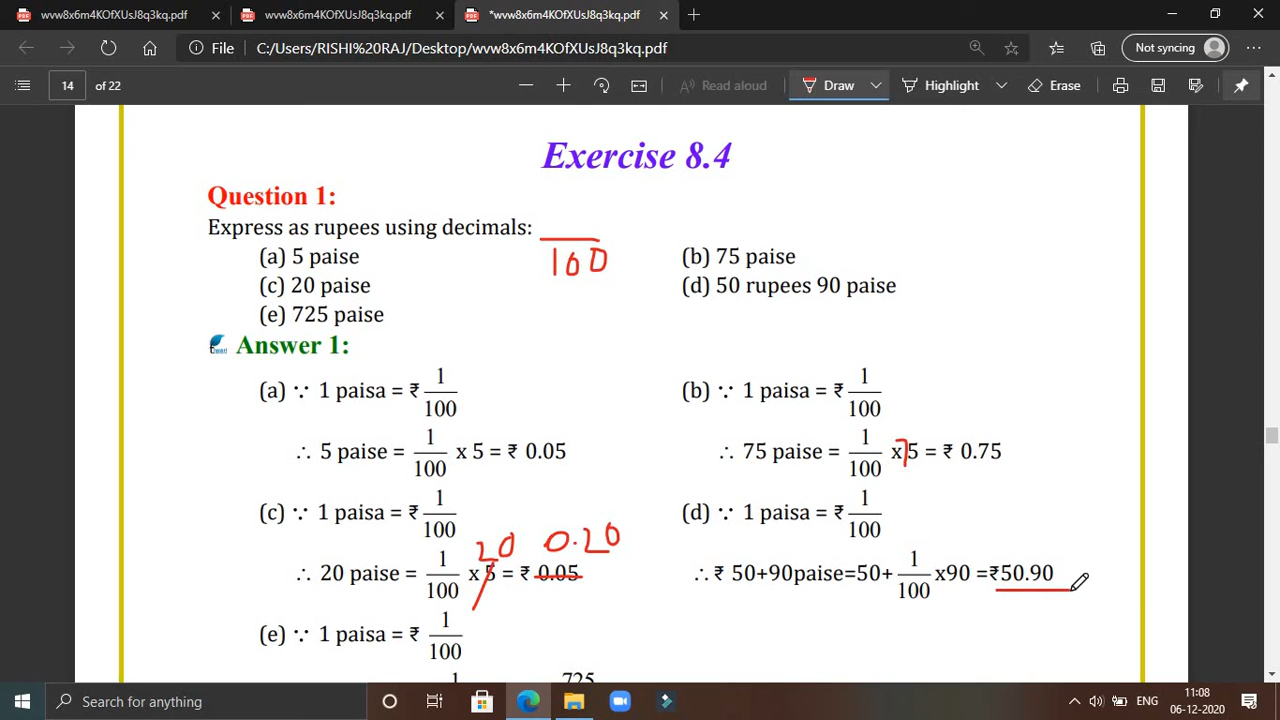 wvw8x6m4KOfXUsJ8q3kq.pdf
wvw8x6m4KOfXUsJ8q3kq.pdf
*wvw8x6m4KOfXUsJ8q3kq.pdf
File C:/Users/RISHI%20RAJ/Desktop/wvw8x6m4KOfXUsJ8q3kq.pdf Not syncing
14 of 22 Read aloud Draw Highlight Erase
Exercise 8.4
Question 1:
Express as rupees using decimals:
100
(a) 5 paise (b) 75 paise
(c) 20 paise (d) 50 rupees 90 paise
(e) 725 paise
Answer 1:
(a) ∵ 1 paisa = ₹ 1/100 (b) ∵ 1 paisa = ₹ 1/100
∴ 5 paise = 1/100 x 5 = ₹ 0.05 ∴ 75 paise = 1/100 x75 = ₹ 0.75
(c) ∵ 1 paisa = ₹ 1/100 (d) ∵ 1 paisa = ₹ 1/100
20 0.20
∴ 20 paise = 1/100 x 5 = ₹ 0.05 ∴₹ 50+90paise=50+ 1/100 x90 =₹50.90
(e) ∵ 1 paisa = ₹ 1/100
1 725
Search for anything
ENG
11:08
06-12-2020